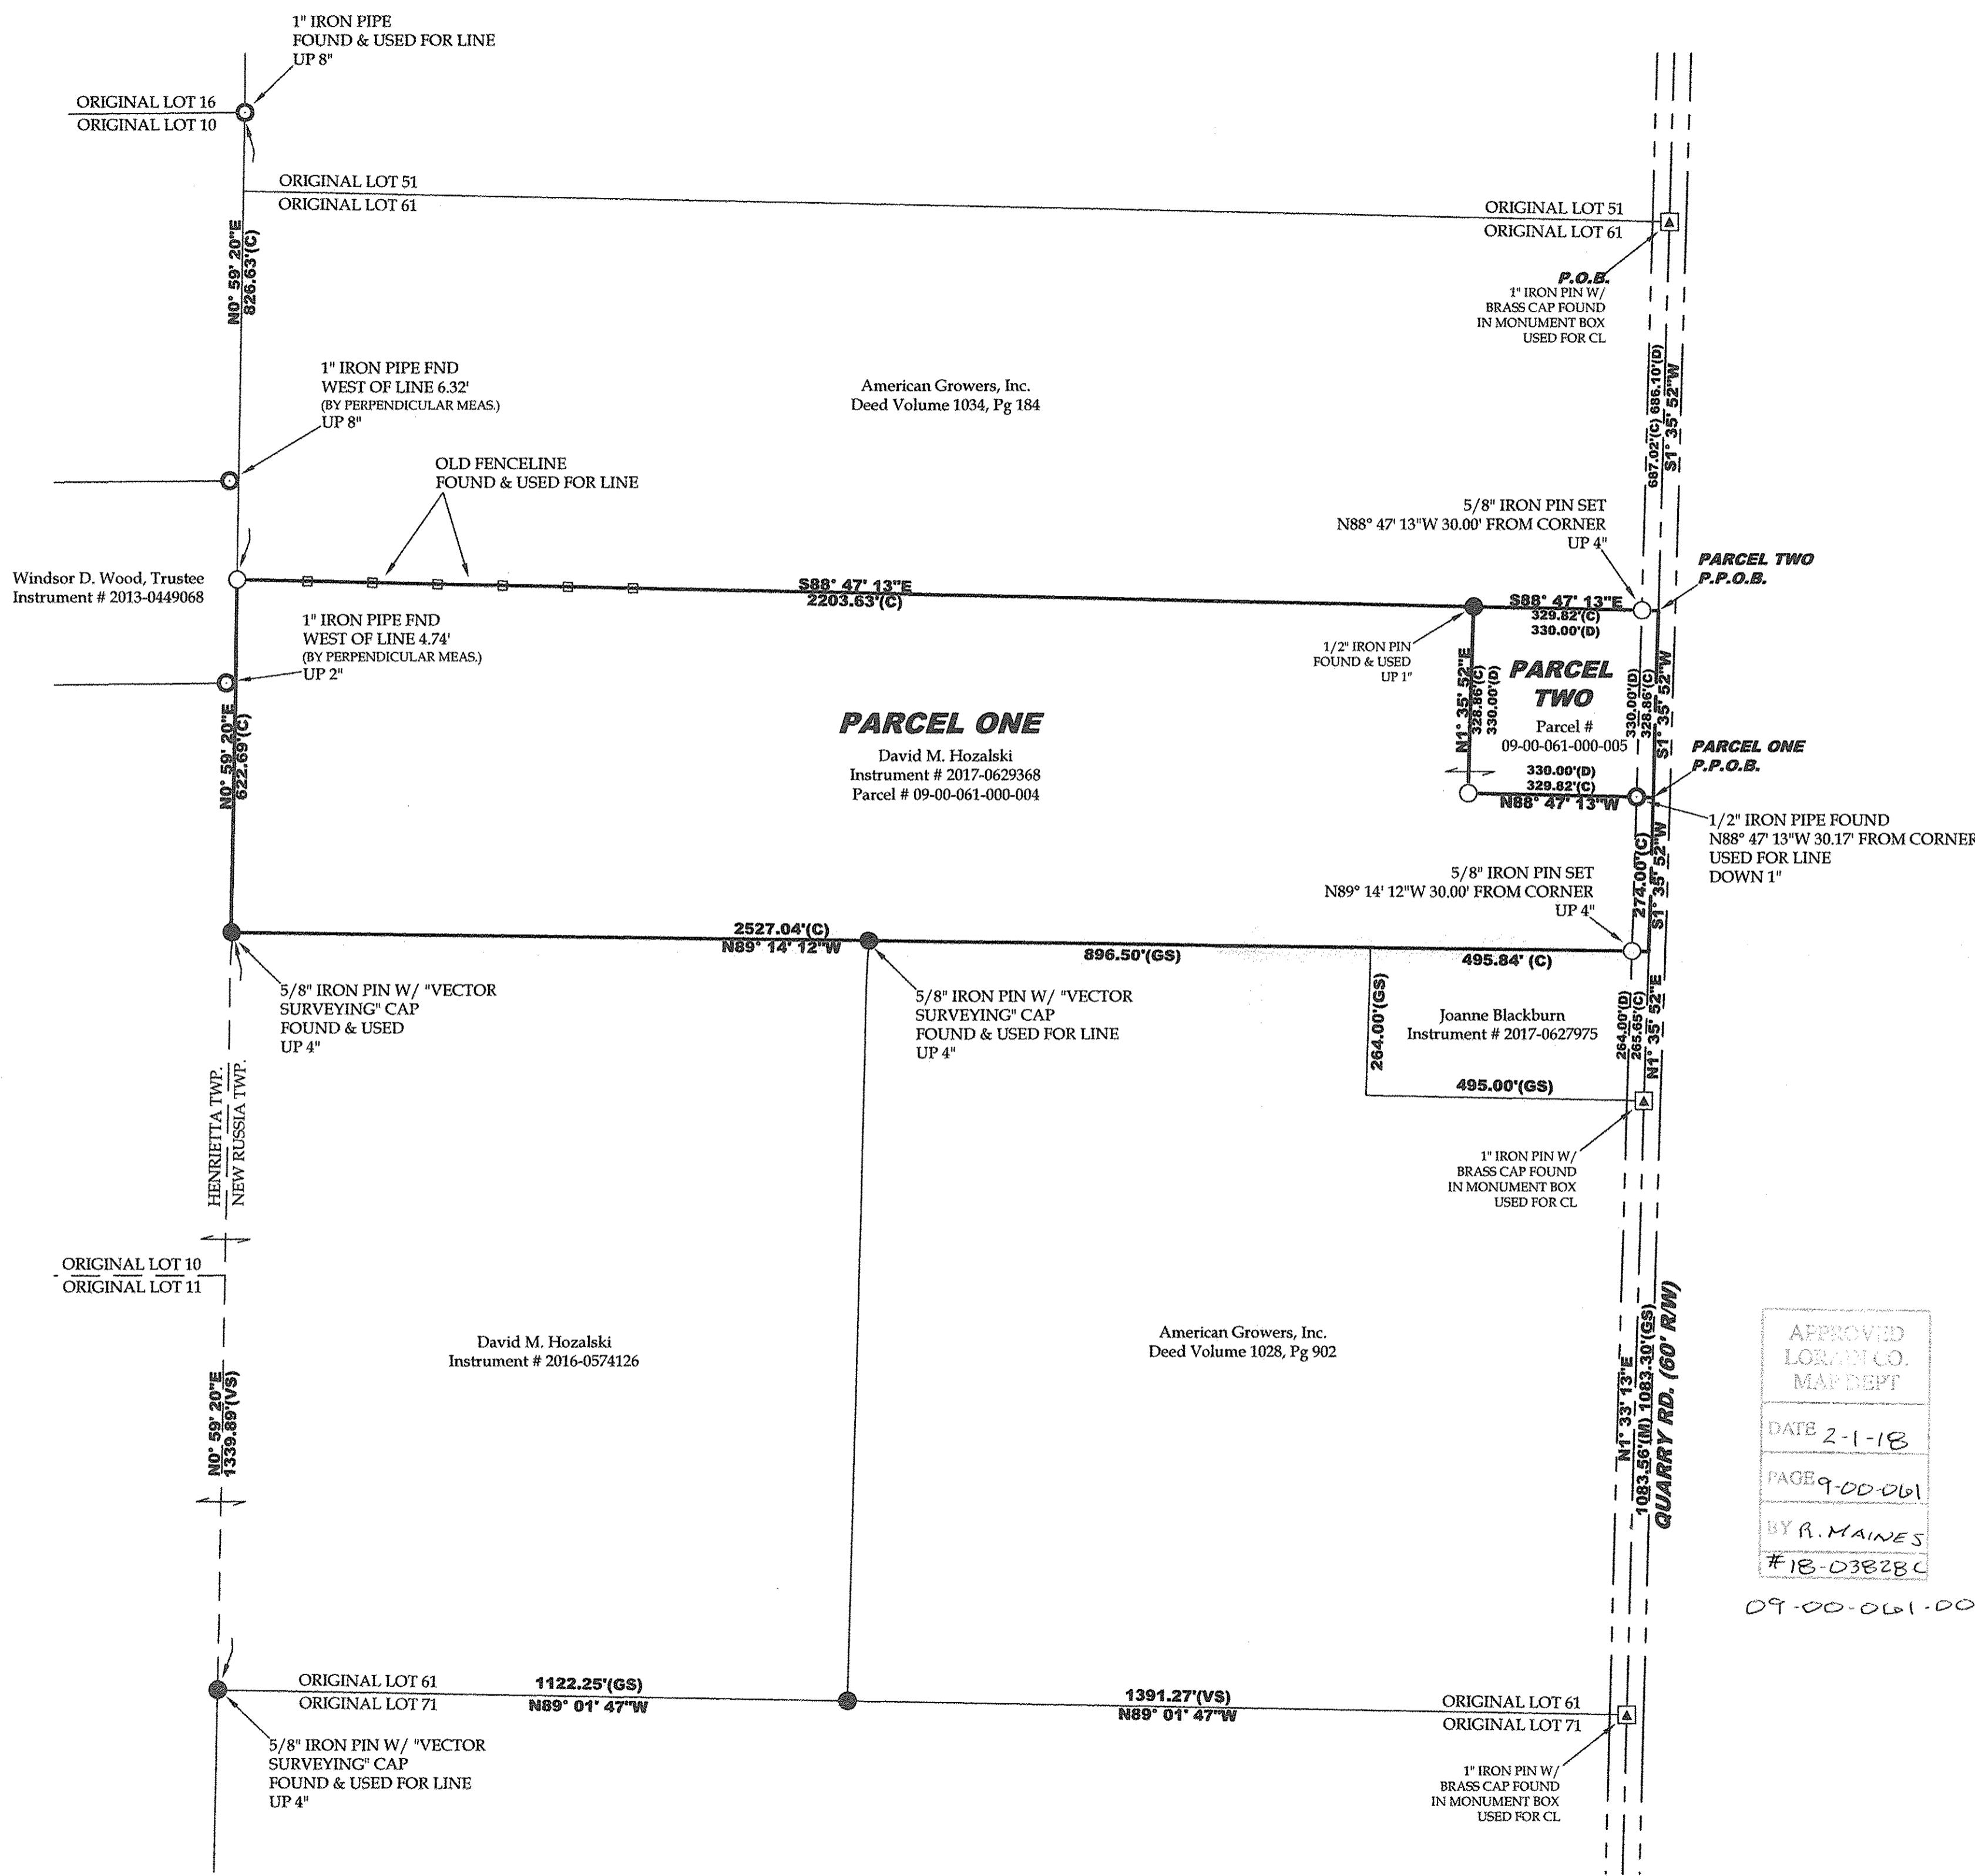 1" IRON PIPE
FOUND & USED FOR LINE
UP 8"
ORIGINAL LOT 16
ORIGINAL LOT 10
ORIGINAL LOT 51
ORIGINAL LOT 61
ORIGINAL LOT 51
ORIGINAL LOT 61
N0° 59' 20"E
826.63'(C)
P.O.B.
1" IRON PIN W/
BRASS CAP FOUND
IN MONUMENT BOX
USED FOR CL
687.02'(C) 686.10'(D)
S1° 35' 52"W
1" IRON PIPE FND
WEST OF LINE 6.32'
(BY PERPENDICULAR MEAS.)
UP 8"
American Growers, Inc.
Deed Volume 1034, Pg 184
OLD FENCELINE
FOUND & USED FOR LINE
5/8" IRON PIN SET
N88° 47' 13"W 30.00' FROM CORNER
UP 4"
PARCEL TWO
P.P.O.B.
Windsor D. Wood, Trustee
Instrument # 2013-0449068
S88° 47' 13"E
2203.63'(C)
S88° 47' 13"E
329.82'(C)
330.00'(D)
1" IRON PIPE FND
WEST OF LINE 4.74'
(BY PERPENDICULAR MEAS.)
UP 2"
1/2" IRON PIN
FOUND & USED
UP 1"
N1° 35' 52"E
328.86'(C)
330.00'(D)
PARCEL
TWO
Parcel #
09-00-061-000-005
330.00'(D)
328.86'(C)
S1° 35' 52"W
N0° 59' 20"E
622.69'(C)
PARCEL ONE
David M. Hozalski
Instrument # 2017-0629368
Parcel # 09-00-061-000-004
PARCEL ONE
P.P.O.B.
330.00'(D)
329.82'(C)
N88° 47' 13"W
1/2" IRON PIPE FOUND
N88° 47' 13"W 30.17' FROM CORNER
USED FOR LINE
DOWN 1"
274.00'(C)
S1° 35' 52"W
5/8" IRON PIN SET
N89° 14' 12"W 30.00' FROM CORNER
UP 4"
2527.04'(C)
N89° 14' 12"W
896.50'(GS)
495.84' (C)
5/8" IRON PIN W/ "VECTOR
SURVEYING" CAP
FOUND & USED
UP 4"
5/8" IRON PIN W/ "VECTOR
SURVEYING" CAP
FOUND & USED FOR LINE
UP 4"
264.00'(GS)
Joanne Blackburn
Instrument # 2017-0627975
264.00'(D)
265.65'(C)
N1° 35' 52"E
495.00'(GS)
HENRIETTA TWP.
NEW RUSSIA TWP.
1" IRON PIN W/
BRASS CAP FOUND
IN MONUMENT BOX
USED FOR CL
ORIGINAL LOT 10
ORIGINAL LOT 11
David M. Hozalski
Instrument # 2016-0574126
American Growers, Inc.
Deed Volume 1028, Pg 902
N0° 59' 20"E
1339.89'(VS)
N1° 33' 13"E
1083.56'(M) 1083.30'(GS)
QUARRY RD. (60' R/W)
APPROVED
LORAIN CO.
MAP DEPT
DATE 2-1-18
PAGE 9-00-061
BY R. MAINES
#18-03828C
09-00-061-00
ORIGINAL LOT 61
ORIGINAL LOT 71
1122.25'(GS)
N89° 01' 47"W
1391.27'(VS)
N89° 01' 47"W
ORIGINAL LOT 61
ORIGINAL LOT 71
5/8" IRON PIN W/ "VECTOR
SURVEYING" CAP
FOUND & USED FOR LINE
UP 4"
1" IRON PIN W/
BRASS CAP FOUND
IN MONUMENT BOX
USED FOR CL